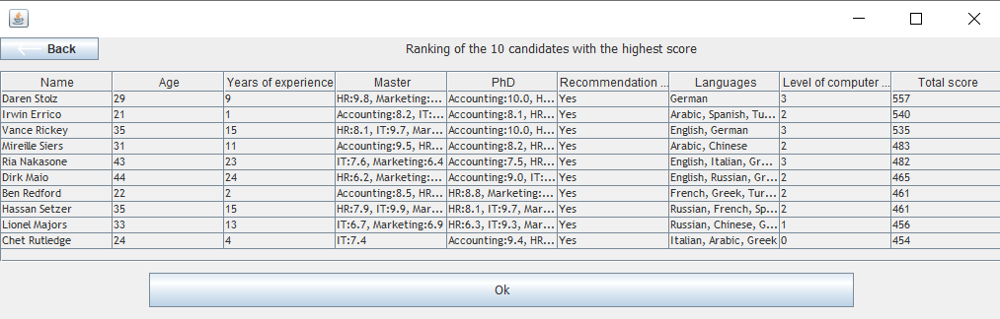 Back
Ranking of the 10 candidates with the highest score
Name Age Years of experience Master PhD Recommendation ... Languages Level of computer ... Total score
Daren Stolz 29 9 HR:9.8, Marketing:... Accounting:10.0, H... Yes German 3 557
Irwin Errico 21 1 Accounting:8.2, IT:... Accounting:8.1, HR... Yes Arabic, Spanish, Tu... 2 540
Vance Rickey 35 15 HR:8.1, IT:9.7, Mar... Accounting:10.0, H... Yes English, German 3 535
Mireille Siers 31 11 Accounting:9.5, HR... Accounting:8.2, HR... Yes Arabic, Chinese 2 483
Ria Nakasone 43 23 IT:7.6, Marketing:6.4 Accounting:7.5, HR... Yes English, Italian, Gr... 3 482
Dirk Maio 44 24 HR:6.2, Marketing:... Accounting:9.0, IT:... Yes English, Russian, Gr... 2 465
Ben Redford 22 2 Accounting:8.5, HR... HR:8.8, Marketing:... Yes French, Greek, Tur... 2 461
Hassan Setzer 35 15 HR:7.9, IT:9.9, Mar... HR:8.1, IT:9.7, Mar... Yes Russian, French, Sp... 2 461
Lionel Majors 33 13 IT:6.7, Marketing:6.9 HR:6.3, IT:9.3, Mar... Yes Russian, Chinese, G... 1 456
Chet Rutledge 24 4 IT:7.4 Accounting:9.4, HR... Yes Italian, Arabic, Greek 0 454
Ok